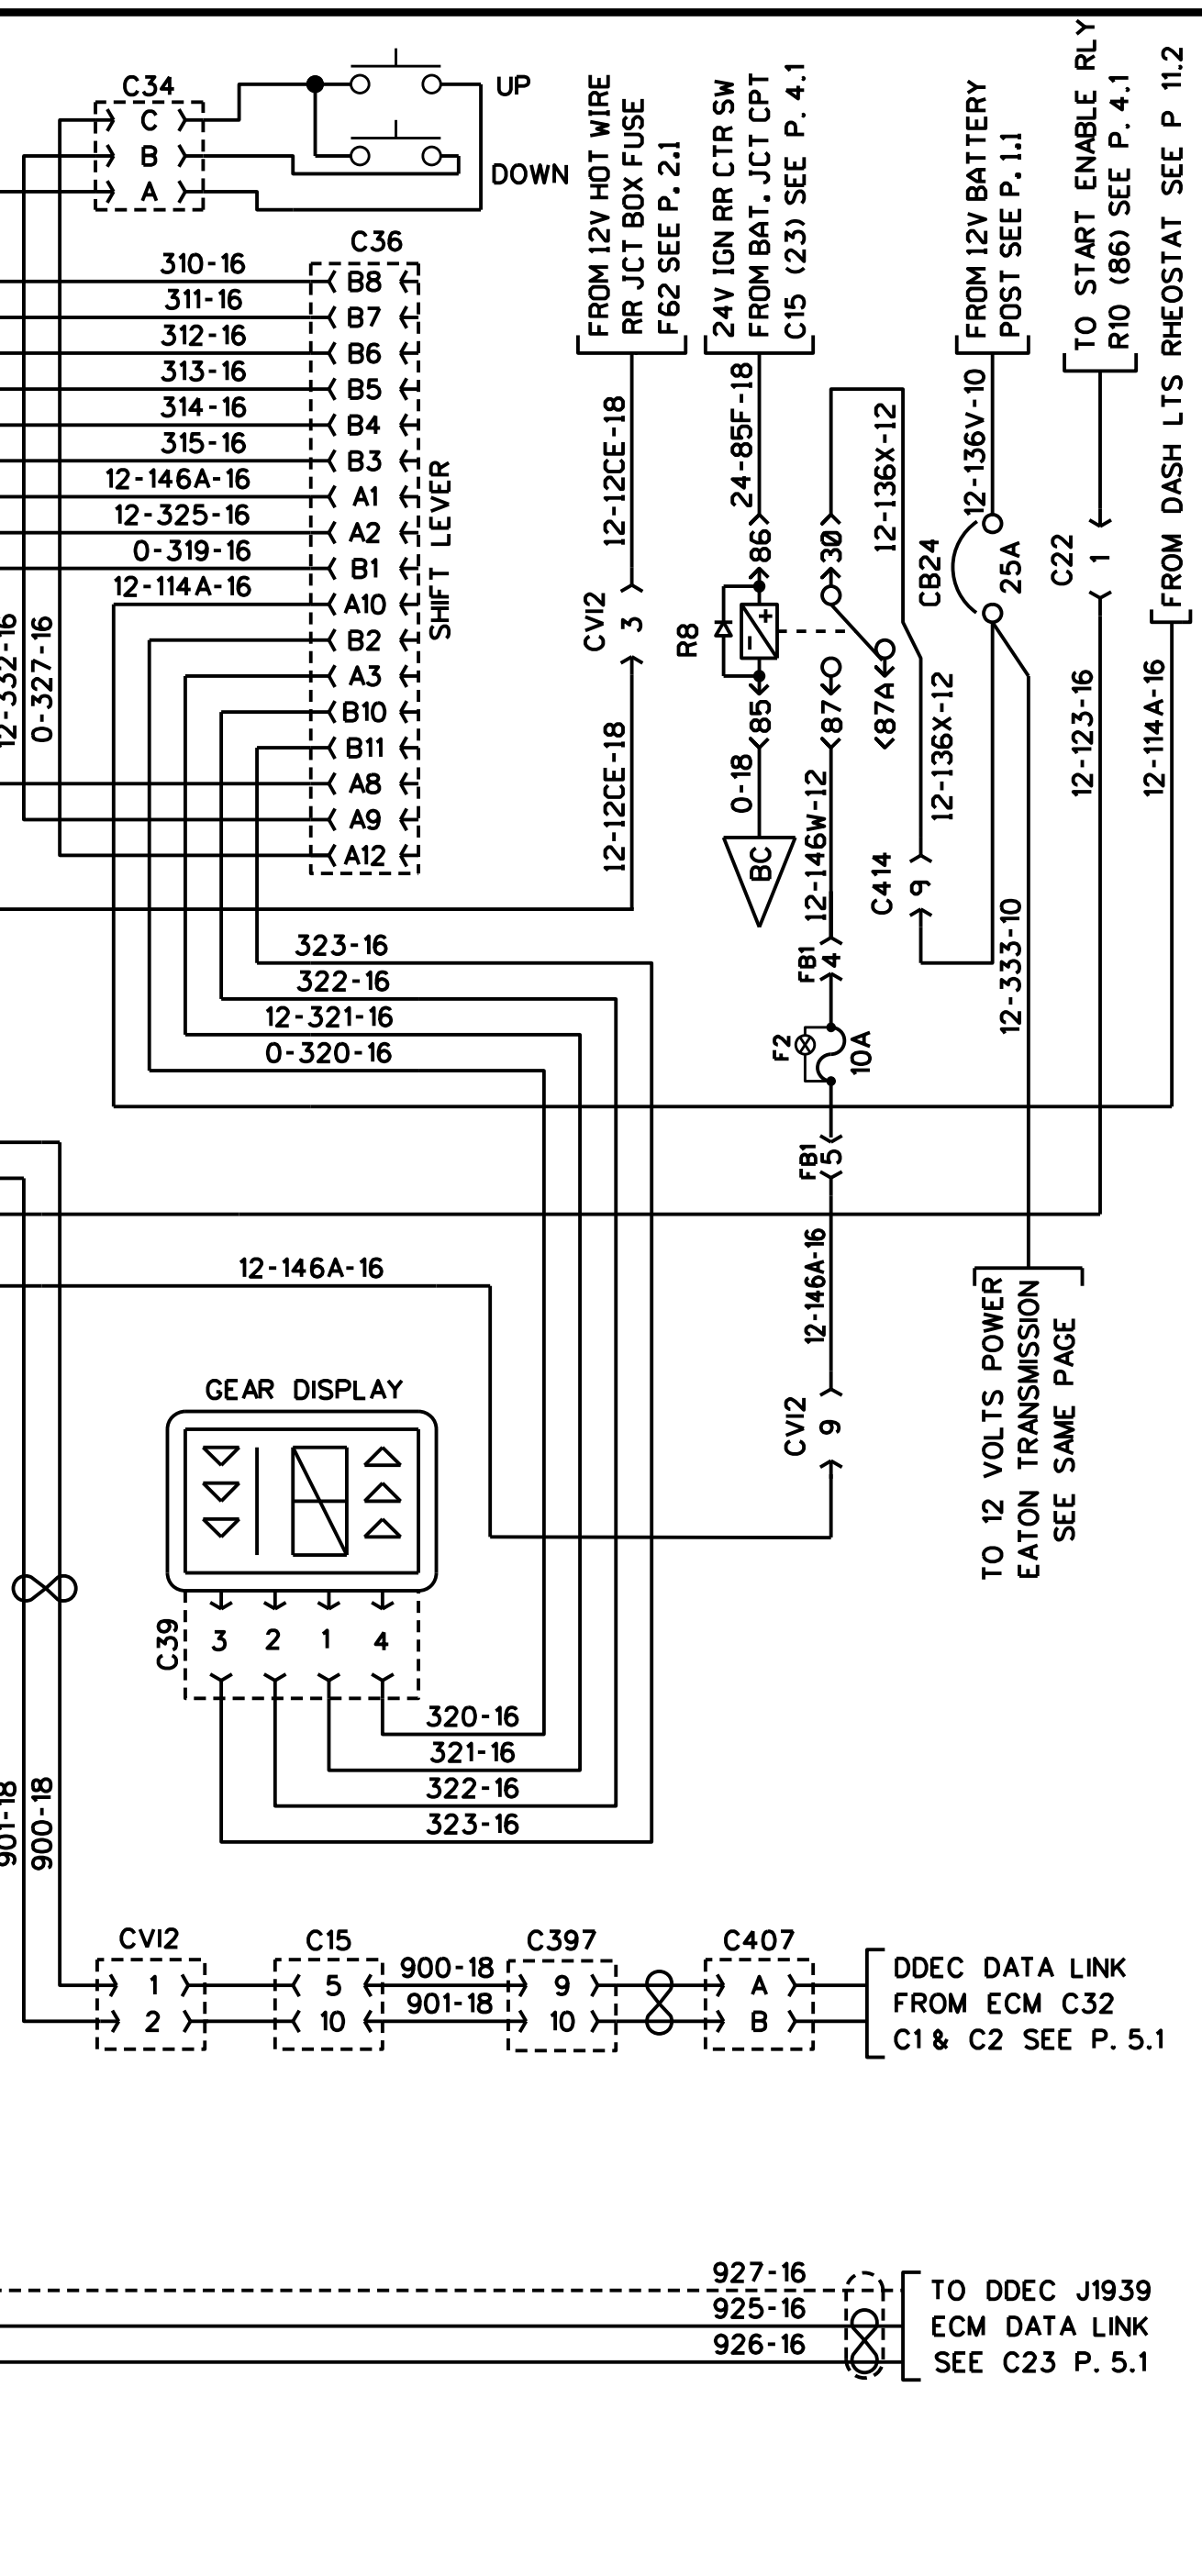 C34
C
B
A
UP
DOWN
C36
310-16
B8
311-16
B7
312-16
B6
313-16
B5
314-16
B4
315-16
B3
12-146A-16
A1
12-325-16
A2
0-319-16
B1
12-114A-16
A10
B2
A3
B10
B11
A8
A9
A12
SHIFT LEVER
12-332-16
0-327-16
FROM 12V HOT WIRE
RR JCT BOX FUSE
F62 SEE P. 2.1
12-12CE-18
CVI2
3
12-12CE-18
24V IGN RR CTR SW
FROM BAT. JCT CPT
C15 (23) SEE P. 4.1
24-85F-18
86
R8
+
-
85
0-18
BC
30
87
87A
12-136X-12
12-136X-12
C414
9
12-146W-12
FB1
4
F2
10A
FB1
5
12-146A-16
CVI2
9
FROM 12V BATTERY
POST SEE P. 1.1
12-136V-10
CB24
25A
12-333-10
TO 12 VOLTS POWER
EATON TRANSMISSION
SEE SAME PAGE
TO START ENABLE RLY
R10 (86) SEE P. 4.1
C22
1
12-123-16
FROM DASH LTS RHEOSTAT SEE P 11.2
12-114A-16
323-16
322-16
12-321-16
0-320-16
12-146A-16
GEAR DISPLAY
C39
3
2
1
4
320-16
321-16
322-16
323-16
901-18
900-18
CVI2
1
2
C15
5
10
900-18
901-18
C397
9
10
C407
A
B
DDEC DATA LINK
FROM ECM C32
C1 & C2 SEE P. 5.1
927-16
925-16
926-16
TO DDEC J1939
ECM DATA LINK
SEE C23 P. 5.1